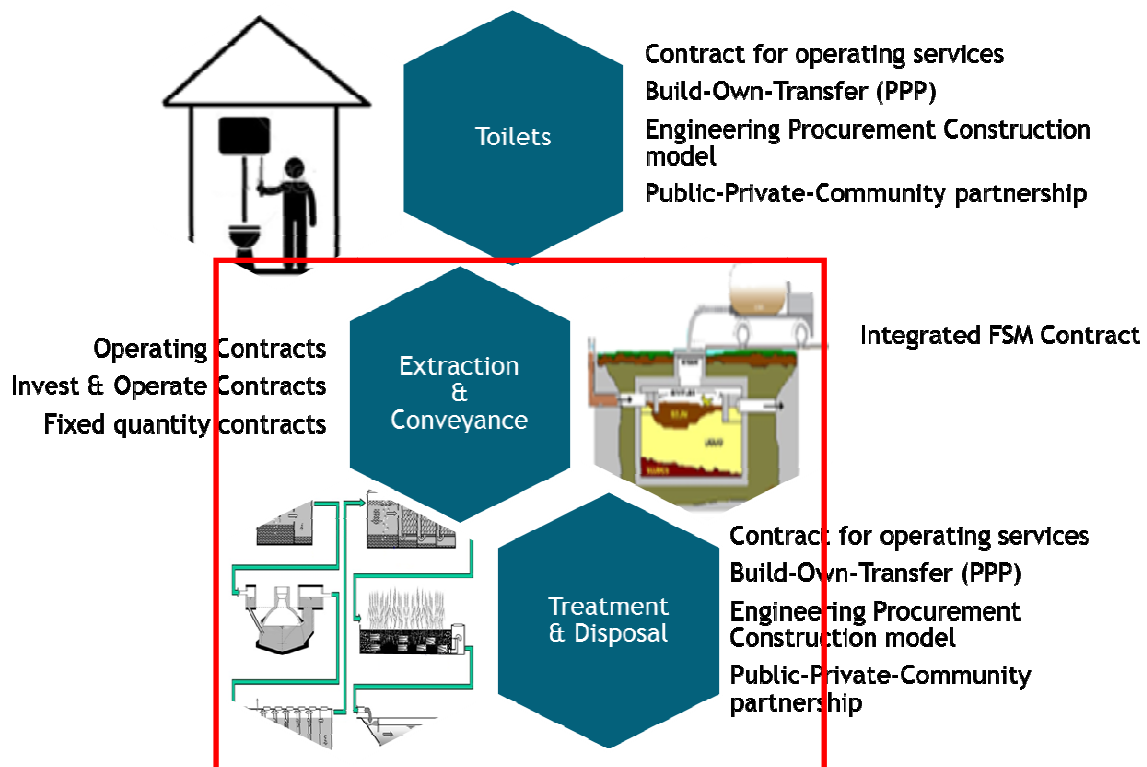 Toilets
Contract for operating services
Build-Own-Transfer (PPP)
Engineering Procurement Construction
model
Public-Private-Community partnership
Operating Contracts
Invest & Operate Contracts
Fixed quantity contracts
Extraction
&
Conveyance
Integrated FSM Contract
Treatment
& Disposal
Contract for operating services
Build-Own-Transfer (PPP)
Engineering Procurement
Construction model
Public-Private-Community
partnership